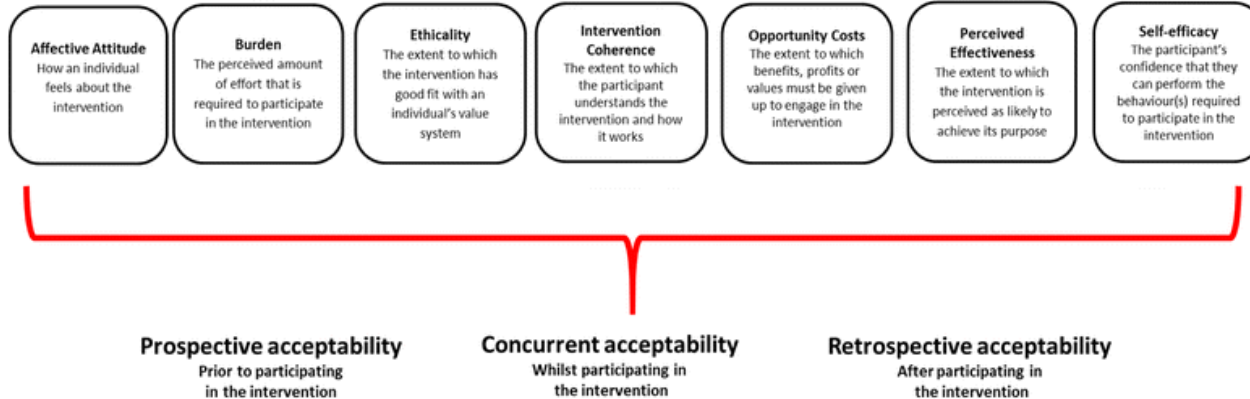 Affective Attitude
How an individual
feels about the
intervention
Burden
The perceived amount
of effort that is
required to participate
in the intervention
Ethicality
The extent to which
the intervention has
good fit with an
individual's value
system
Intervention
Coherence
The extent to which
the participant
understands the
intervention and how
it works
Opportunity Costs
The extent to which
benefits, profits or
values must be given
up to engage in the
intervention
Perceived
Effectiveness
The extent to which
the intervention is
perceived as likely to
achieve its purpose
Self-efficacy
The participant's
confidence that they
can perform the
behaviour(s) required
to participate in the
intervention
Prospective acceptability
Prior to participating
in the intervention
Concurrent acceptability
Whilst participating in
the intervention
Retrospective acceptability
After participating in
the intervention